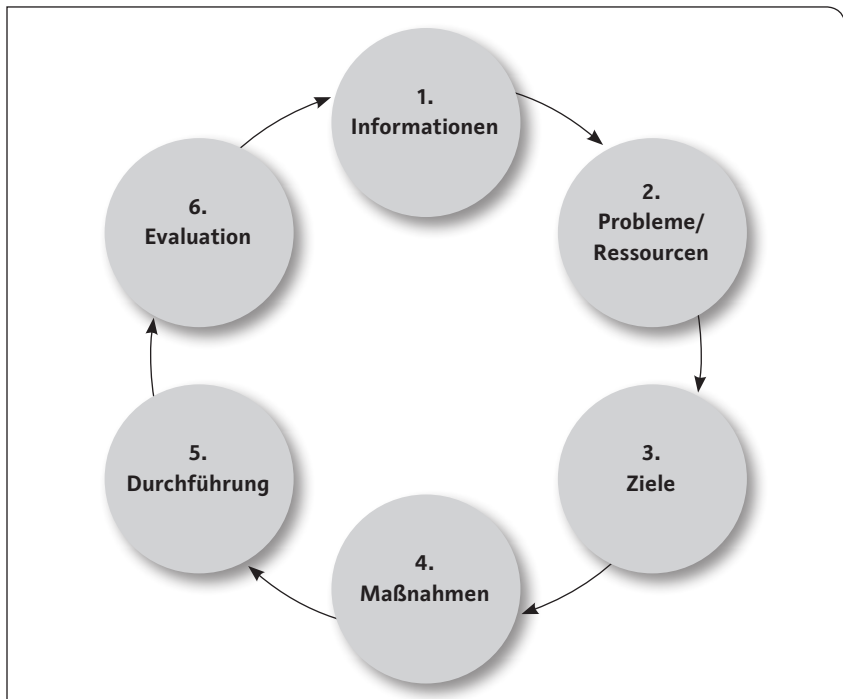 1.
Informationen
2.
Probleme/
Ressourcen
3.
Ziele
4.
Maßnahmen
5.
Durchführung
6.
Evaluation